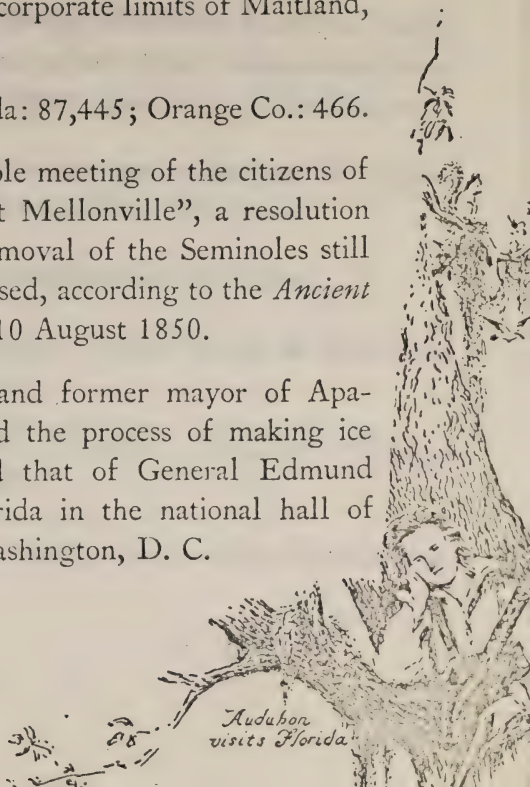 corporate limits of Maitland,
la: 87,445; Orange Co.: 466.
ole meeting of the citizens of
t Mellonville”, a resolution
moval of the Seminoles still
sed, according to the Ancient
10 August 1850.
and former mayor of Apa-
d the process of making ice
l that of General Edmund
rida in the national hall of
ashington, D. C.
Audubon
visits Florida